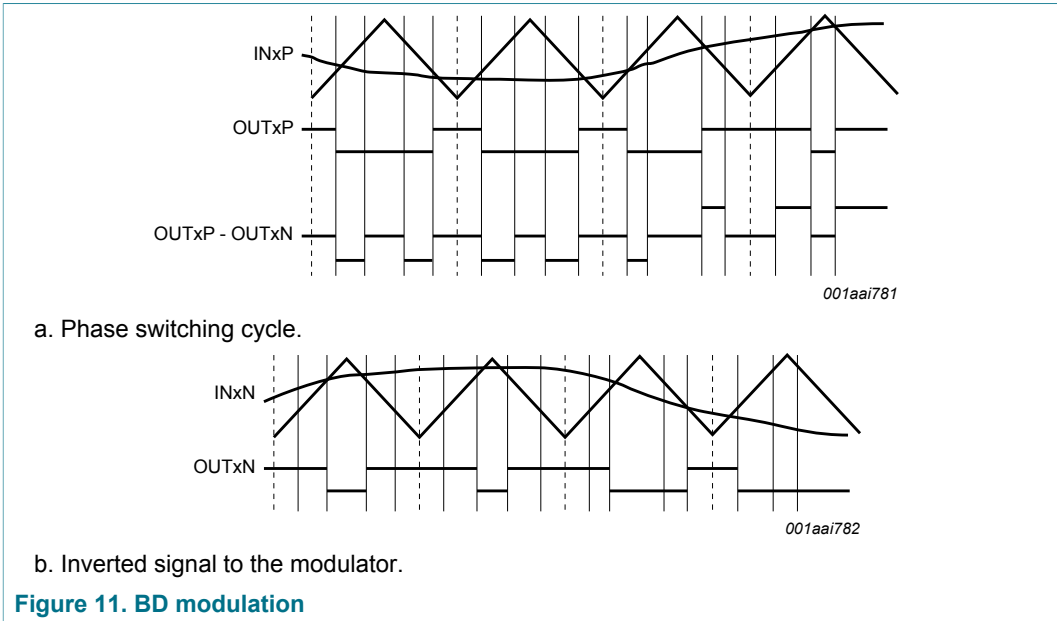 INxP
OUTxP
OUTxP - OUTxN
001aai781
a. Phase switching cycle.
INxN
OUTxN
001aai782
b. Inverted signal to the modulator.
Figure 11. BD modulation